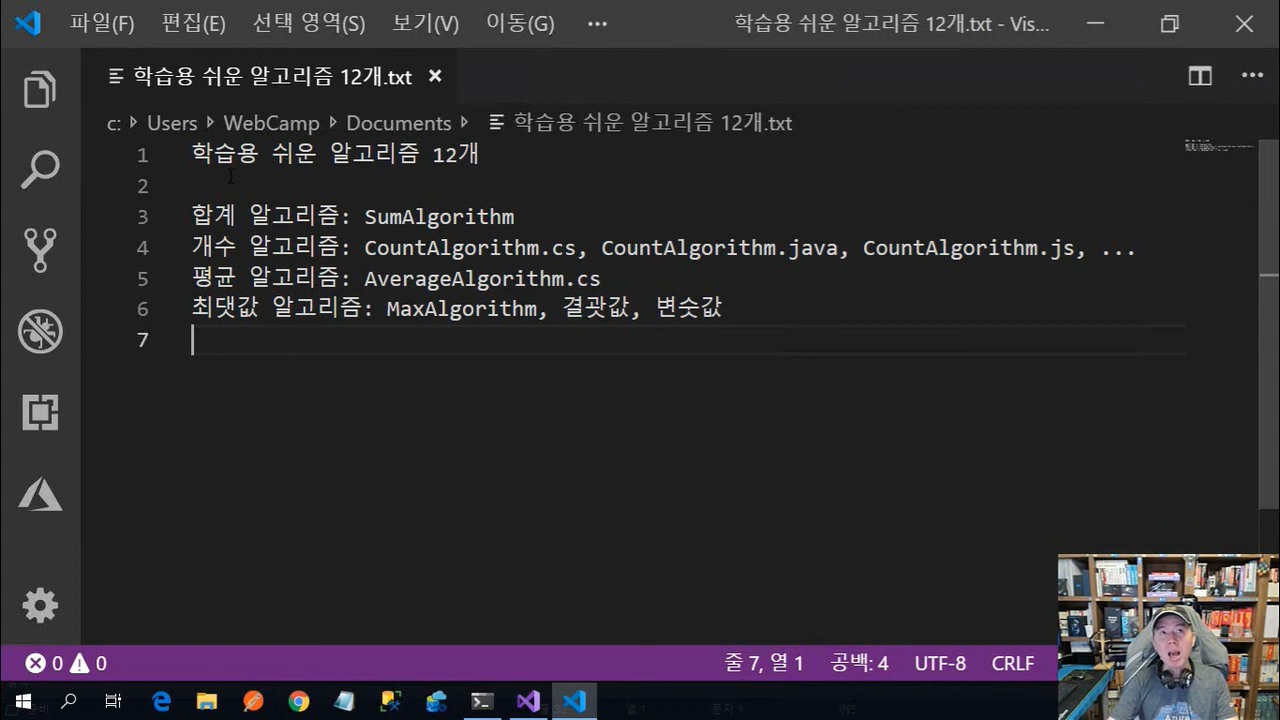 파일(F) 편집(E) 선택 영역(S) 보기(V) 이동(G) ··· 학습용 쉬운 알고리즘 12개.txt - Vis...
학습용 쉬운 알고리즘 12개.txt
c: Users WebCamp Documents 학습용 쉬운 알고리즘 12개.txt
1 학습용 쉬운 알고리즘 12개
2
3 합계 알고리즘: SumAlgorithm
4 개수 알고리즘: CountAlgorithm.cs, CountAlgorithm.java, CountAlgorithm.js, ...
5 평균 알고리즘: AverageAlgorithm.cs
6 최댓값 알고리즘: MaxAlgorithm, 결괏값, 변숫값
7
0 0 줄 7, 열 1 공백: 4 UTF-8 CRLF
Azure